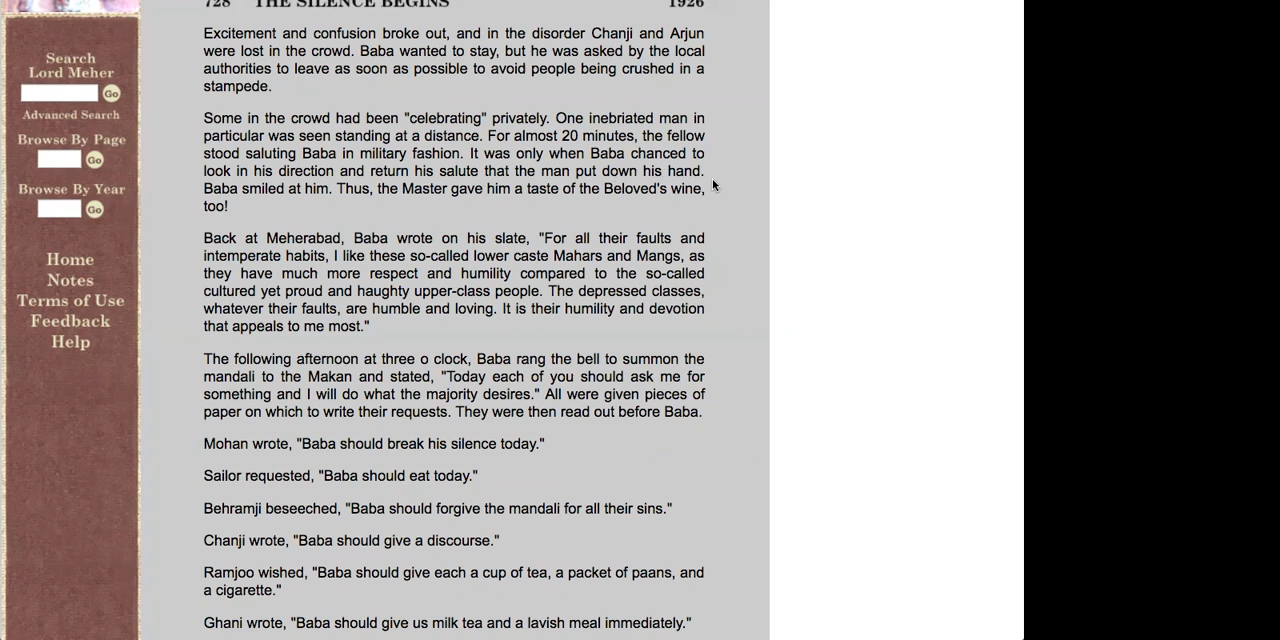 728 THE SILENCE BEGINS 1926
Excitement and confusion broke out, and in the disorder Chanji and Arjun
were lost in the crowd. Baba wanted to stay, but he was asked by the local
authorities to leave as soon as possible to avoid people being crushed in a
stampede.
Some in the crowd had been "celebrating" privately. One inebriated man in
particular was seen standing at a distance. For almost 20 minutes, the fellow
stood saluting Baba in military fashion. It was only when Baba chanced to
look in his direction and return his salute that the man put down his hand.
Baba smiled at him. Thus, the Master gave him a taste of the Beloved's wine,
too!
Back at Meherabad, Baba wrote on his slate, "For all their faults and
intemperate habits, I like these so-called lower caste Mahars and Mangs, as
they have much more respect and humility compared to the so-called
cultured yet proud and haughty upper-class people. The depressed classes,
whatever their faults, are humble and loving. It is their humility and devotion
that appeals to me most."
The following afternoon at three o clock, Baba rang the bell to summon the
mandali to the Makan and stated, "Today each of you should ask me for
something and I will do what the majority desires." All were given pieces of
paper on which to write their requests. They were then read out before Baba.
Mohan wrote, "Baba should break his silence today."
Sailor requested, "Baba should eat today."
Behramji beseeched, "Baba should forgive the mandali for all their sins."
Chanji wrote, "Baba should give a discourse."
Ramjoo wished, "Baba should give each a cup of tea, a packet of paans, and
a cigarette."
Ghani wrote, "Baba should give us milk tea and a lavish meal immediately."
Search
Lord Meher
Go
Advanced Search
Browse By Page
Go
Browse By Year
Go
Home
Notes
Terms of Use
Feedback
Help